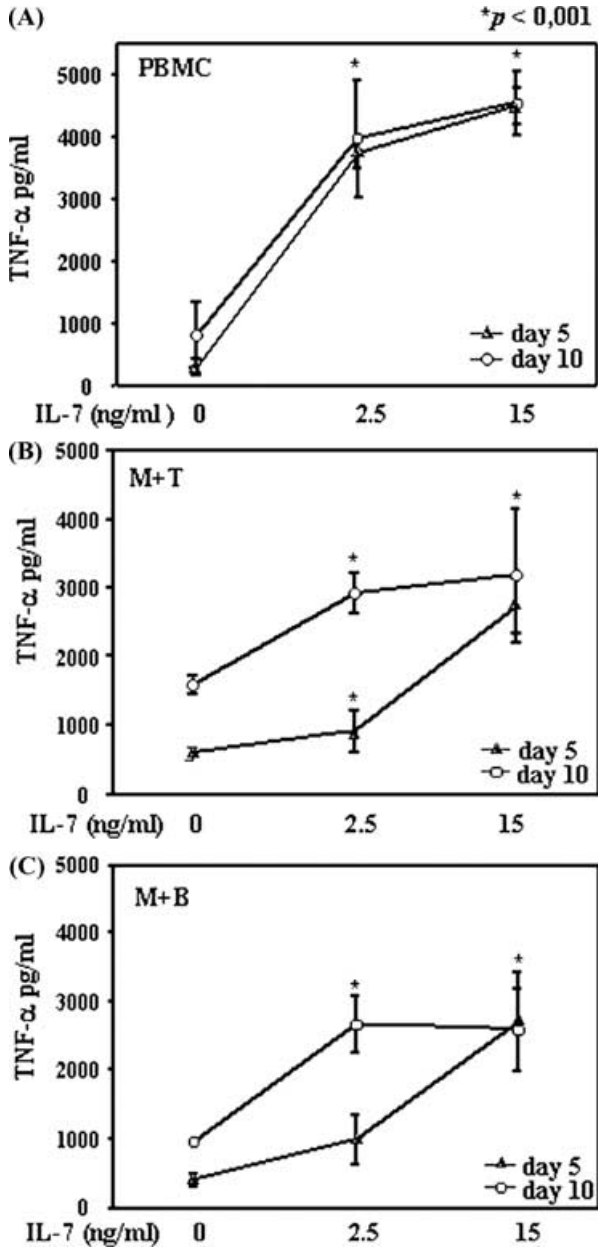 (A)
*p < 0,001
PBMC
5000
4000
3000
2000
1000
0
TNF-α pg/ml
day 5
day 10
IL-7 (ng/ml )
0 2.5 15
(B)
M+T
5000
4000
3000
2000
1000
0
TNF-α pg/ml
day 5
day 10
IL-7 (ng/ml)
0 2.5 15
(C)
M+B
5000
4000
3000
2000
1000
0
TNF-α pg/ml
day 5
day 10
IL-7 (ng/ml)
0 2.5 15